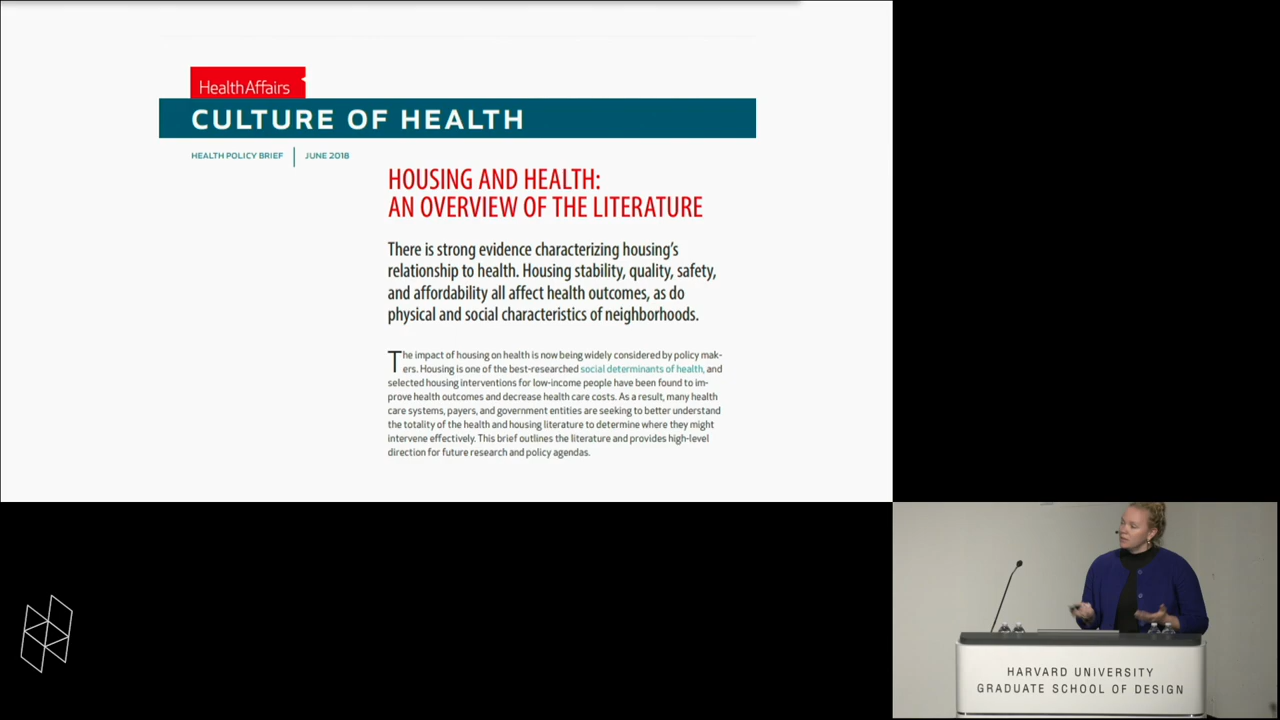 HealthAffairs
CULTURE OF HEALTH
HEALTH POLICY BRIEF | JUNE 2018
HOUSING AND HEALTH:
AN OVERVIEW OF THE LITERATURE
There is strong evidence characterizing housing's
relationship to health. Housing stability, quality, safety,
and affordability all affect health outcomes, as do
physical and social characteristics of neighborhoods.
The impact of housing on health is now being widely considered by policy mak-
ers. Housing is one of the best-researched social determinants of health, and
selected housing interventions for low-income people have been found to im-
prove health outcomes and decrease health care costs. As a result, many health
care systems, payers, and government entities are seeking to better understand
the totality of the health and housing literature to determine where they might
intervene effectively. This brief outlines the literature and provides high-level
direction for future research and policy agendas.
HARVARD UNIVERSITY
GRADUATE SCHOOL OF DESIGN